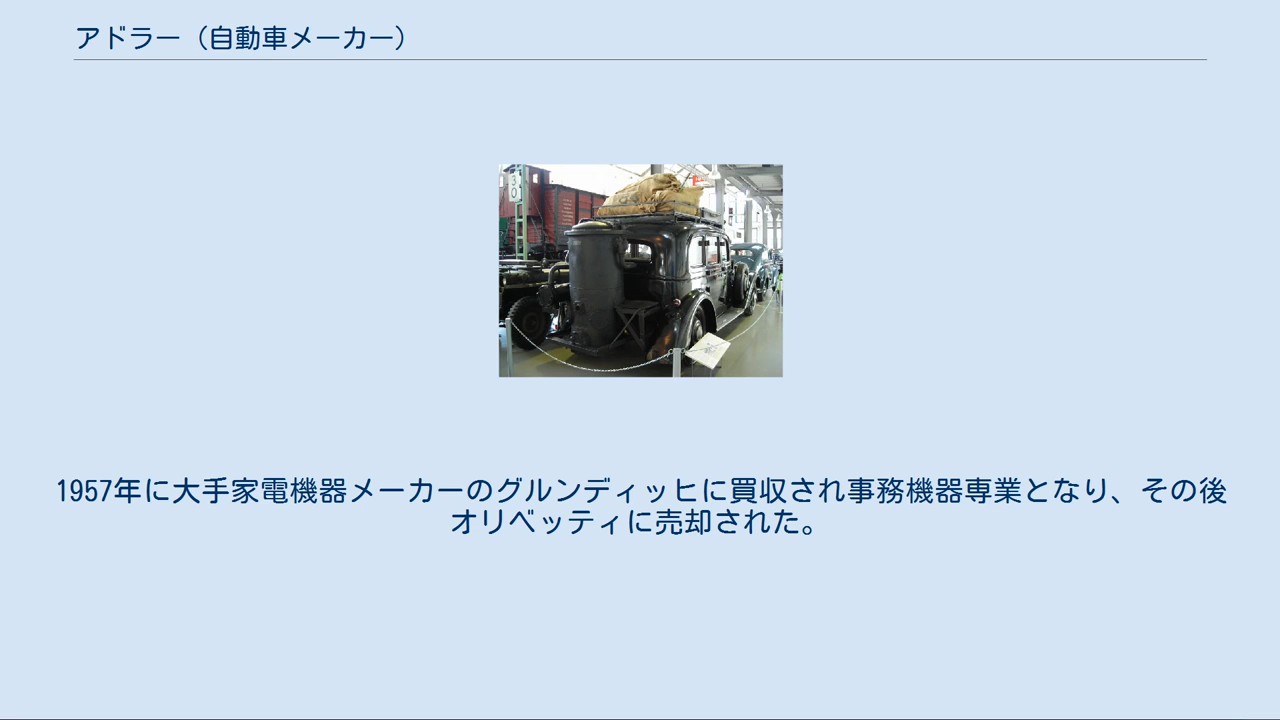 アドラー（自動車メーカー）
30
1957年に大手家電機器メーカーのグルンディッヒに買収され事務機器専業となり、その後
オリベッティに売却された。